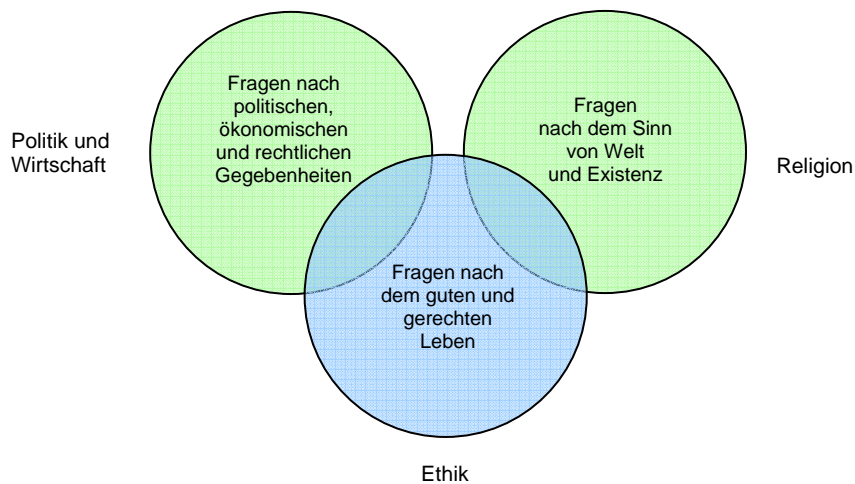 Fragen nach
politischen,
ökonomischen
und rechtlichen
Gegebenheiten
Fragen
nach dem Sinn
von Welt
und Existenz
Politik und
Wirtschaft
Religion
Fragen nach
dem guten und
gerechten
Leben
Ethik